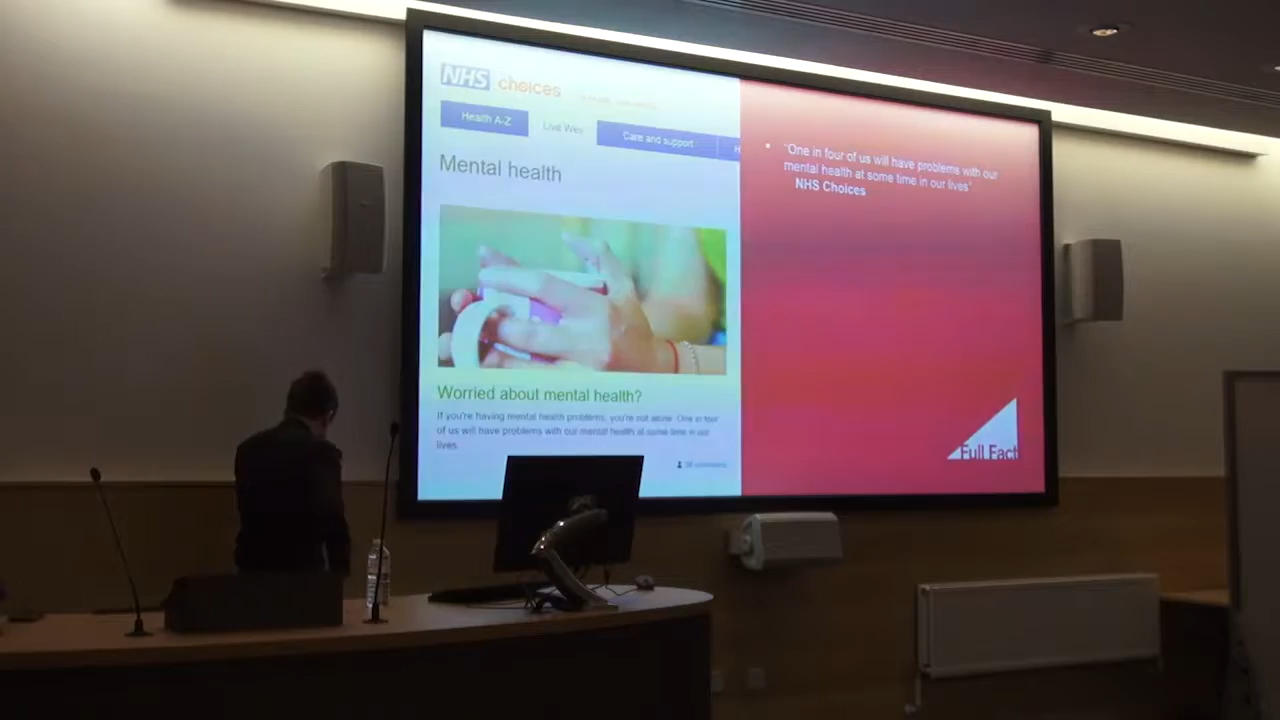 NHS choices
Health A-Z
Live Well
Care and support
H
Mental health
Worried about mental health?
If you're having mental health problems, you're not alone. One in four
of us will have problems with our mental health at some time in our
lives.
• "One in four of us will have problems with our
mental health at some time in our lives"
NHS Choices
Full Fact